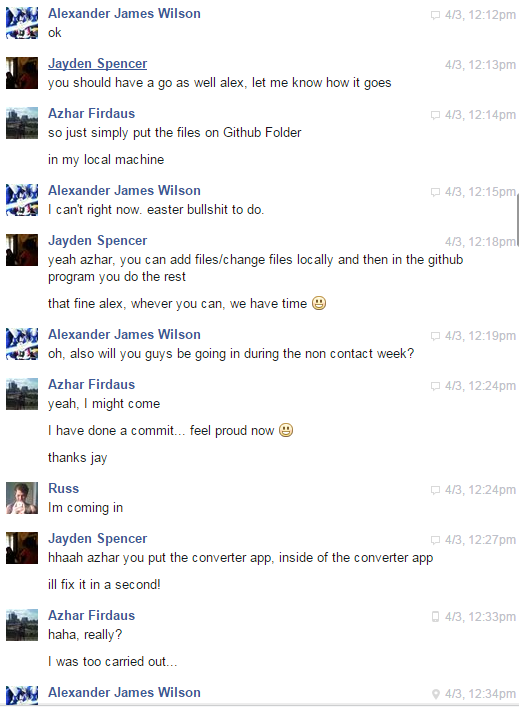 Alexander James Wilson 4/3, 12:12pm
ok
Jayden Spencer 4/3, 12:13pm
you should have a go as well alex, let me know how it goes
Azhar Firdaus 4/3, 12:14pm
so just simply put the files on Github Folder
in my local machine
Alexander James Wilson 4/3, 12:15pm
I can't right now. easter bullshit to do.
Jayden Spencer 4/3, 12:18pm
yeah azhar, you can add files/change files locally and then in the github
program you do the rest
that fine alex, whever you can, we have time 😃
Alexander James Wilson 4/3, 12:19pm
oh, also will you guys be going in during the non contact week?
Azhar Firdaus 4/3, 12:24pm
yeah, I might come
I have done a commit... feel proud now 😃
thanks jay
Russ 4/3, 12:24pm
Im coming in
Jayden Spencer 4/3, 12:27pm
hhaah azhar you put the converter app, inside of the converter app
ill fix it in a second!
Azhar Firdaus 4/3, 12:33pm
haha, really?
I was too carried out...
Alexander James Wilson 4/3, 12:34pm